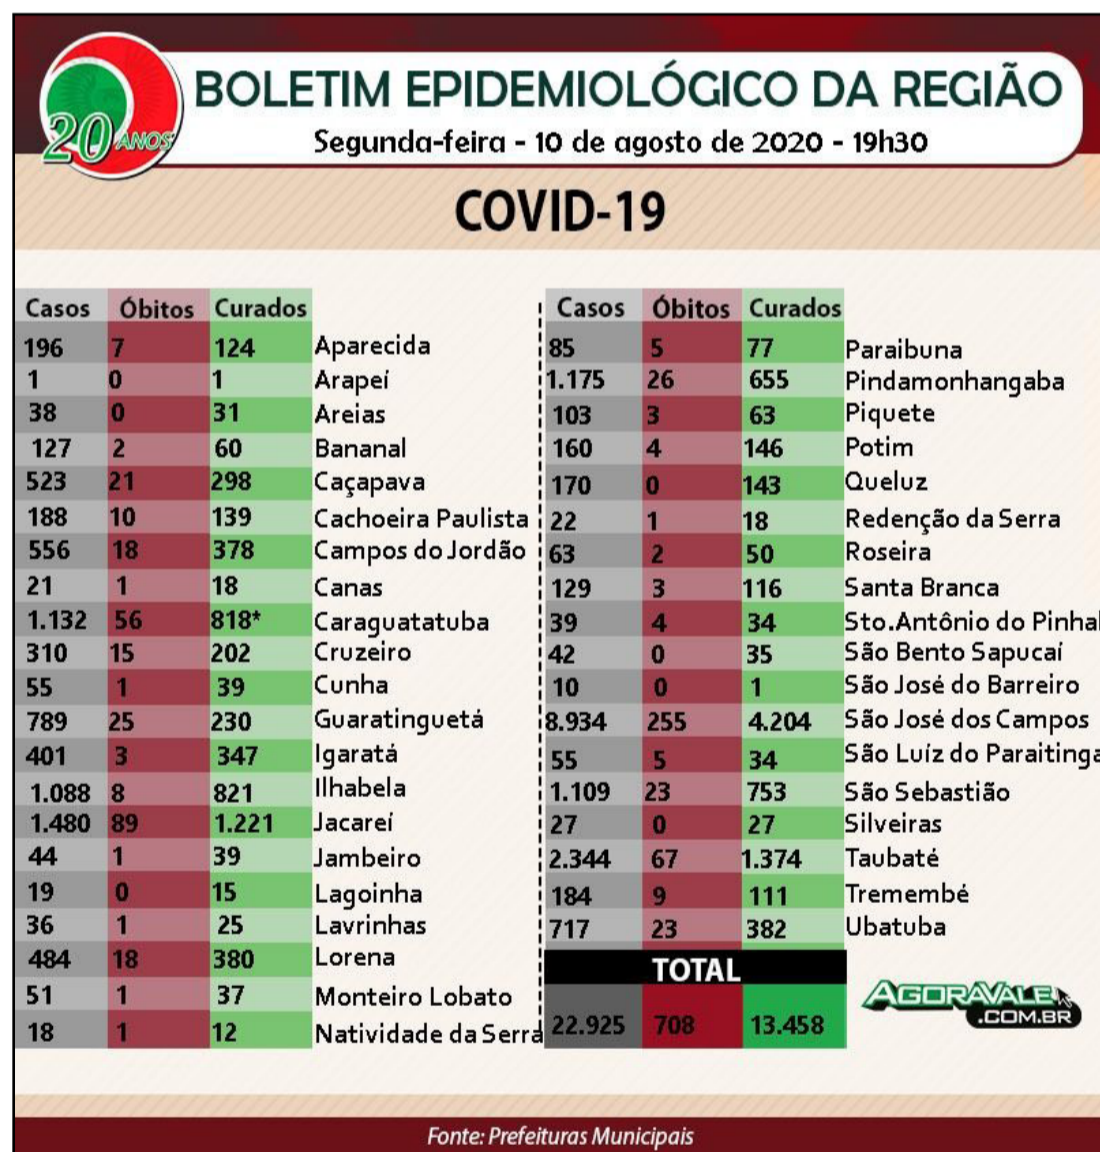 20 ANOS
BOLETIM EPIDEMIOLÓGICO DA REGIÃO
Segunda-feira - 10 de agosto de 2020 - 19h30
COVID-19
Casos Óbitos Curados
196 7 124 Aparecida
1 0 1 Arapeí
38 0 31 Areias
127 2 60 Bananal
523 21 298 Caçapava
188 10 139 Cachoeira Paulista
556 18 378 Campos do Jordão
21 1 18 Canas
1.132 56 818* Caraguatatuba
310 15 202 Cruzeiro
55 1 39 Cunha
789 25 230 Guaratinguetá
401 3 347 Igaratá
1.088 8 821 Ilhabela
1.480 89 1.221 Jacareí
44 1 39 Jambeiro
19 0 15 Lagoinha
36 1 25 Lavrinhas
484 18 380 Lorena
51 1 37 Monteiro Lobato
18 1 12 Natividade da Serra
Casos Óbitos Curados
85 5 77 Paraibuna
1.175 26 655 Pindamonhangaba
103 3 63 Piquete
160 4 146 Potim
170 0 143 Queluz
22 1 18 Redenção da Serra
63 2 50 Roseira
129 3 116 Santa Branca
39 4 34 Sto.Antônio do Pinhal
42 0 35 São Bento Sapucaí
10 0 1 São José do Barreiro
8.934 255 4.204 São José dos Campos
55 5 34 São Luíz do Paraitinga
1.109 23 753 São Sebastião
27 0 27 Silveiras
2.344 67 1.374 Taubaté
184 9 111 Tremembé
717 23 382 Ubatuba
TOTAL
22.925 708 13.458
AGORAVALE
.COM.BR
Fonte: Prefeituras Municipais